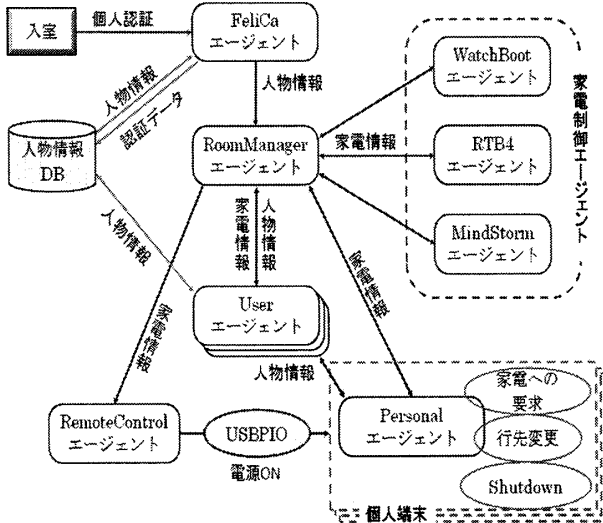 入室
個人認証
FeliCa
エージェント
人物情報
認証データ
人物情報
人物情報
DB
RoomManager
エージェント
家電情報
WatchBoot
エージェント
RTB4
エージェント
MindStorm
エージェント
家電制御エージェント
人物情報
家電情報
人物情報
家電情報
家電情報
User
エージェント
人物情報
RemoteControl
エージェント
USBPIO
電源ON
Personal
エージェント
家電への
要求
行先変更
Shutdown
個人端末